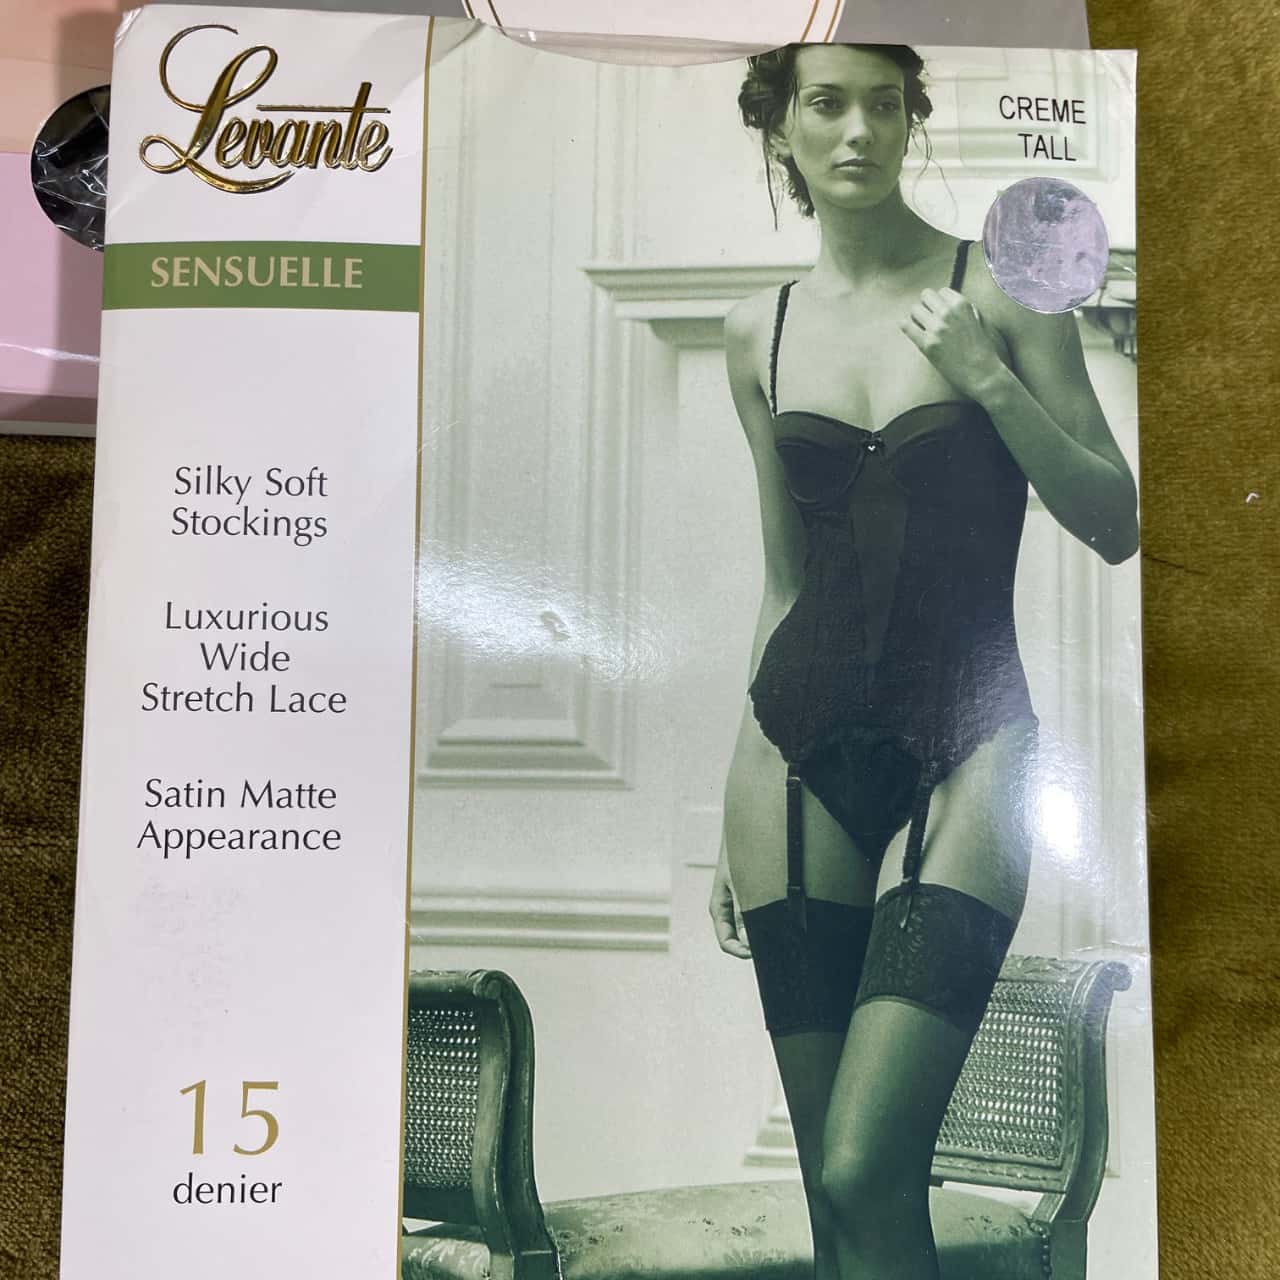 Levante
SENSUELLE
CREME
TALL
Silky Soft
Stockings
Luxurious
Wide
Stretch Lace
Satin Matte
Appearance
15
denier